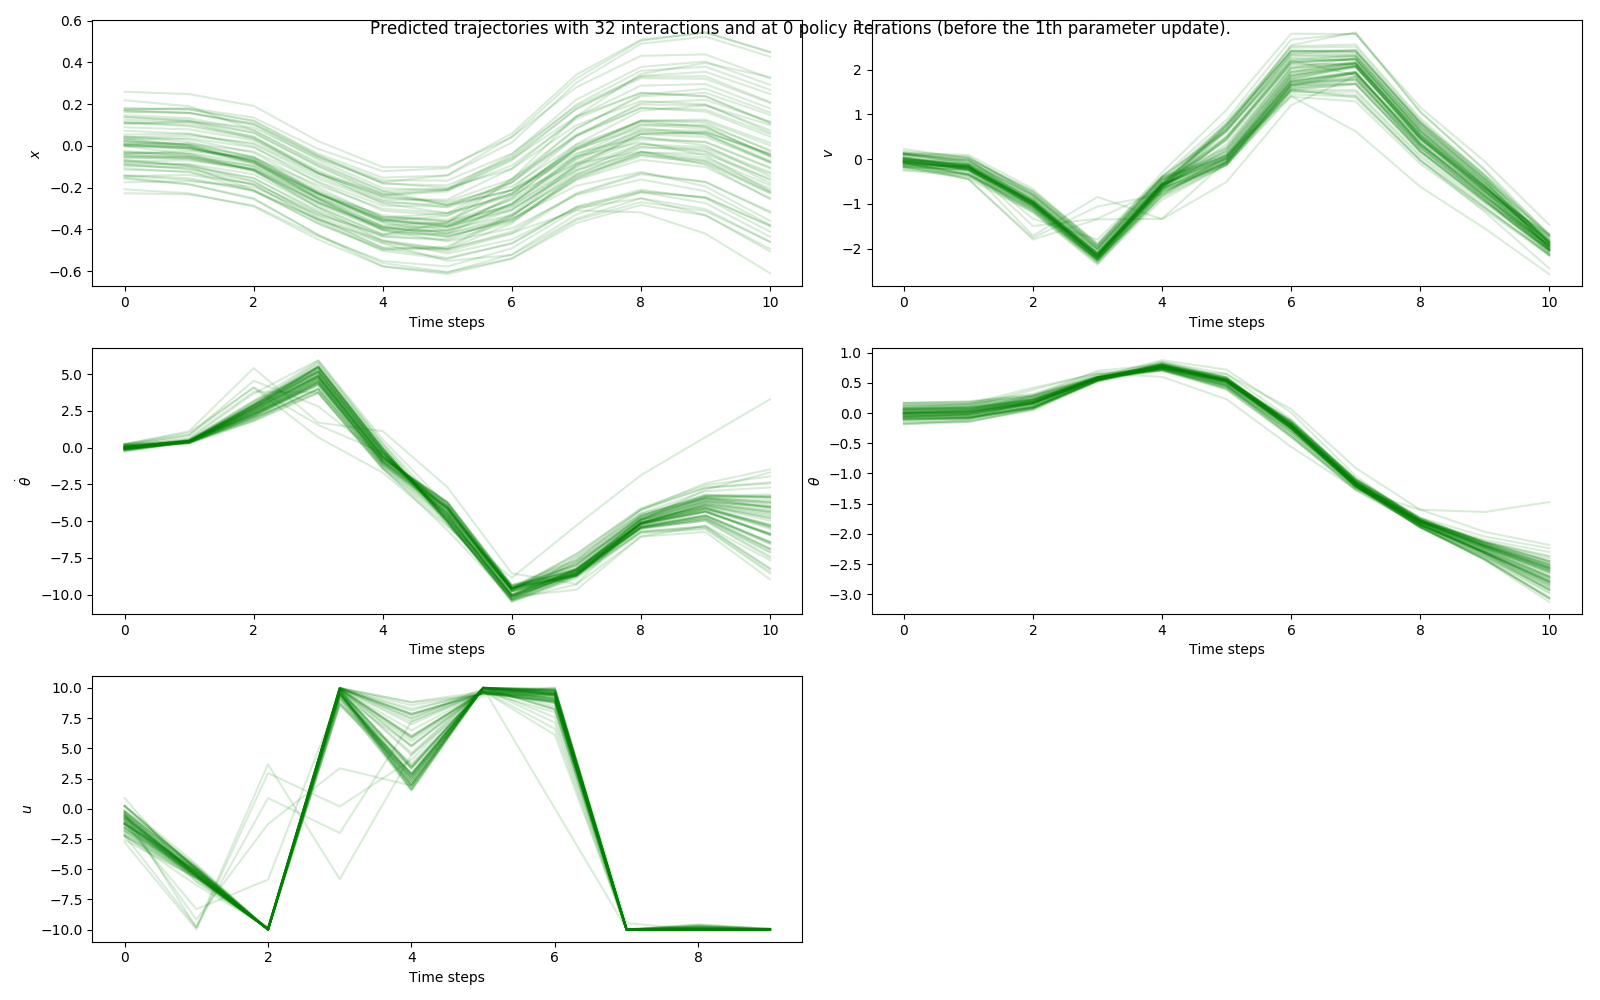 Predicted trajectories with 32 interactions and at 0 policy iterations (before the 1th parameter update).
0.6
0.4
0.2
0.0
−0.2
−0.4
−0.6
x
0 2 4 6 8 10
Time steps
3
2
1
0
−1
−2
v
0 2 4 6 8 10
Time steps
5.0
2.5
0.0
−2.5
−5.0
−7.5
−10.0
θ̇
0 2 4 6 8 10
Time steps
1.0
0.5
0.0
−0.5
−1.0
−1.5
−2.0
−2.5
−3.0
θ
0 2 4 6 8 10
Time steps
10.0
7.5
5.0
2.5
0.0
−2.5
−5.0
−7.5
−10.0
u
0 2 4 6 8
Time steps